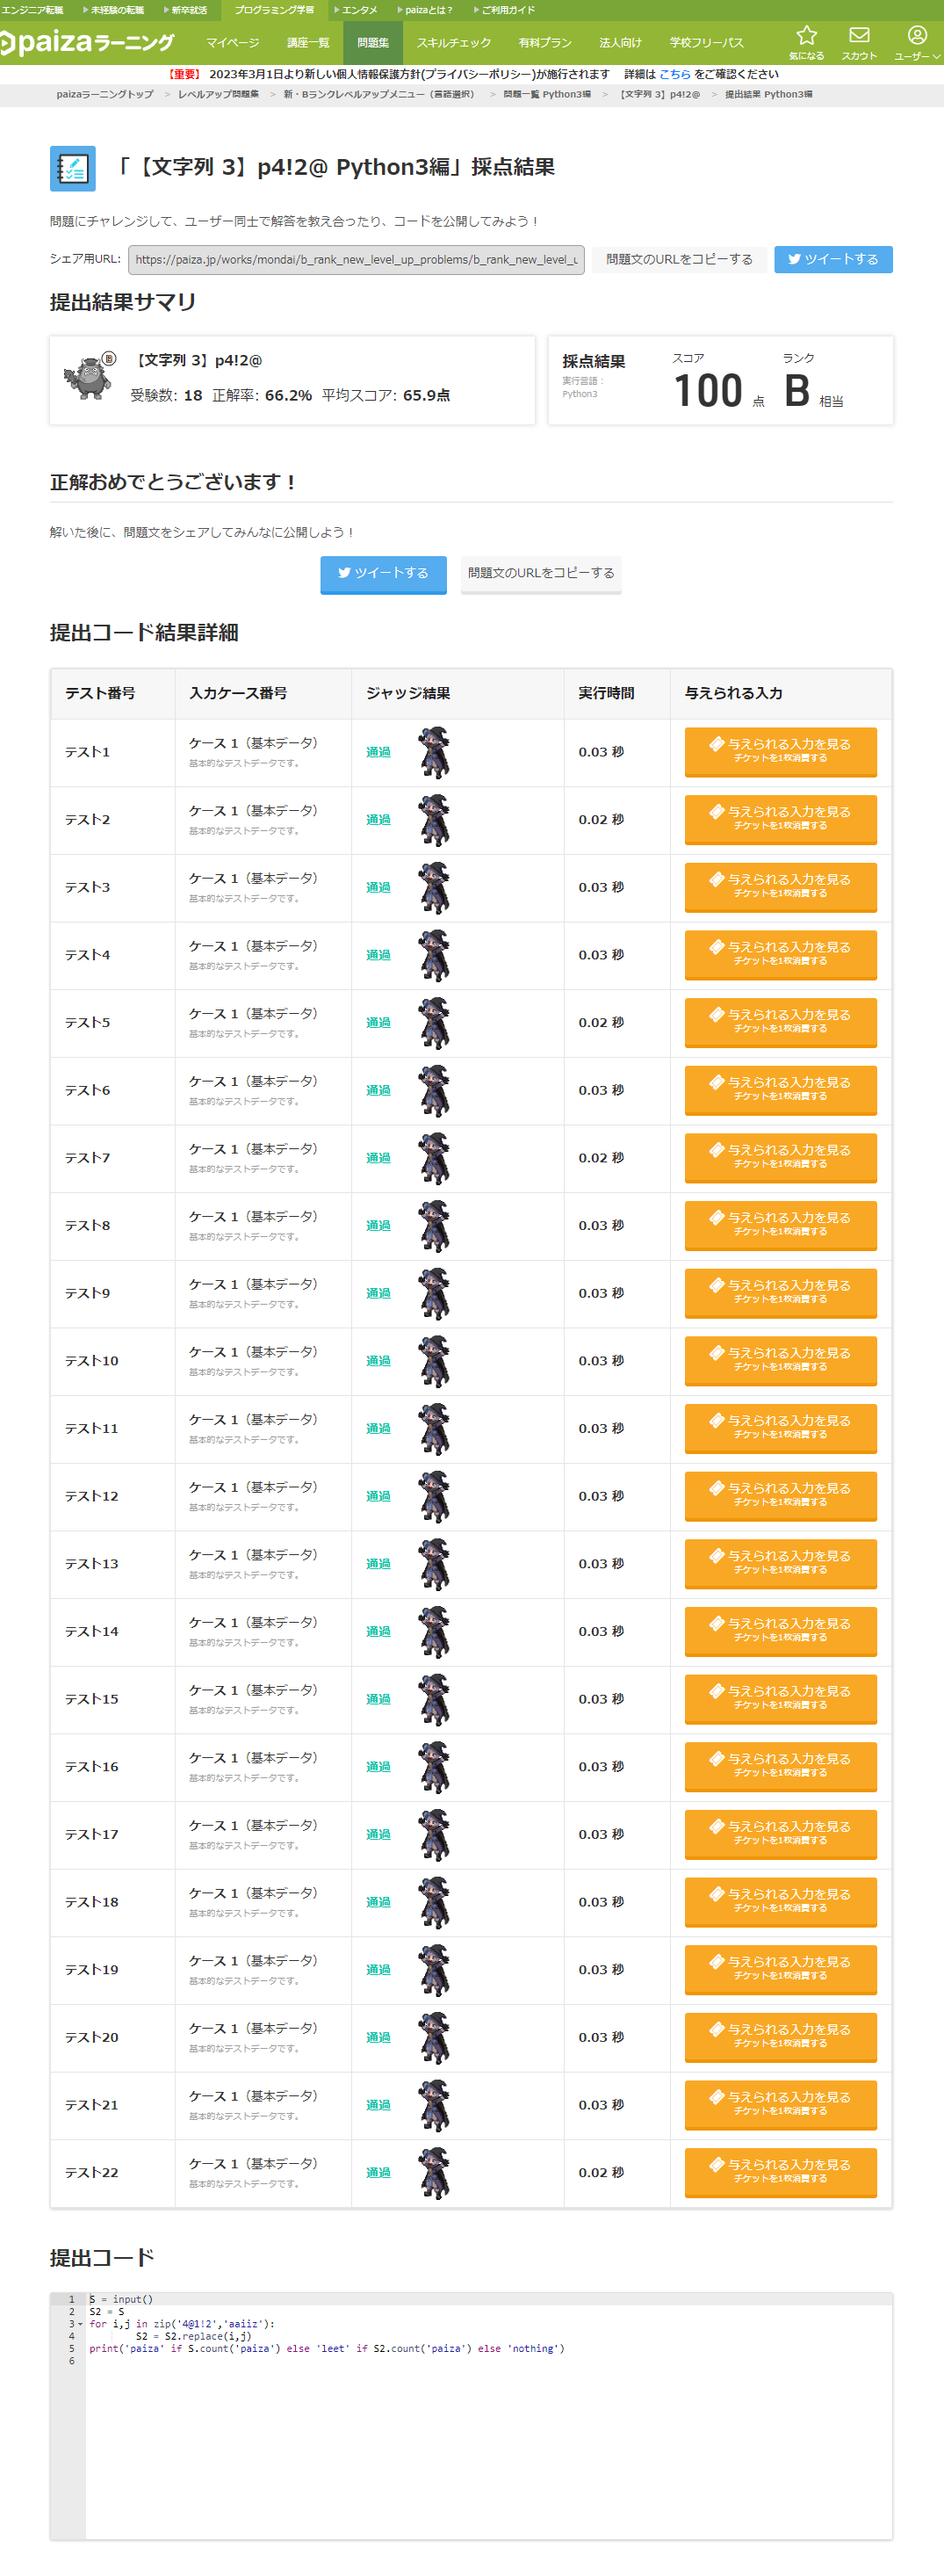 エンジニア転職 ▶未経験の転職 ▶新卒就活 プログラミング学習 ▶エンタメ ▶paizaとは？ ▶ご利用ガイド
paizaラーニング マイページ 講座一覧 問題集 スキルチェック 有料プラン 法人向け 学校フリーパス 気になる スカウト ユーザー
【重要】 2023年3月1日より新しい個人情報保護方針(プライバシーポリシー)が施行されます 詳細は こちら をご確認ください
paizaラーニングトップ > レベルアップ問題集 > 新・Bランクレベルアップメニュー（言語選択） > 問題一覧 Python3編 > 【文字列 3】p4!2@ > 提出結果 Python3編
「【文字列 3】p4!2@ Python3編」採点結果
問題にチャレンジして、ユーザー同士で解答を教え合ったり、コードを公開してみよう！
シェア用URL: https://paiza.jp/works/mondai/b_rank_new_level_up_problems/b_rank_new_level_u 問題文のURLをコピーする ツイートする
提出結果サマリ
B
【文字列 3】p4!2@
受験数: 18 正解率: 66.2% 平均スコア: 65.9点
採点結果
実行言語：
Python3
スコア
100 点
ランク
B 相当
正解おめでとうございます！
解いた後に、問題文をシェアしてみんなに公開しよう！
ツイートする 問題文のURLをコピーする
提出コード結果詳細
テスト番号 入力ケース番号 ジャッジ結果 実行時間 与えられる入力
テスト1 ケース 1（基本データ） 通過 0.03 秒 与えられる入力を見る
基本的なテストデータです。 チケットを1枚消費する
テスト2 ケース 1（基本データ） 通過 0.02 秒 与えられる入力を見る
基本的なテストデータです。 チケットを1枚消費する
テスト3 ケース 1（基本データ） 通過 0.03 秒 与えられる入力を見る
基本的なテストデータです。 チケットを1枚消費する
テスト4 ケース 1（基本データ） 通過 0.03 秒 与えられる入力を見る
基本的なテストデータです。 チケットを1枚消費する
テスト5 ケース 1（基本データ） 通過 0.02 秒 与えられる入力を見る
基本的なテストデータです。 チケットを1枚消費する
テスト6 ケース 1（基本データ） 通過 0.03 秒 与えられる入力を見る
基本的なテストデータです。 チケットを1枚消費する
テスト7 ケース 1（基本データ） 通過 0.02 秒 与えられる入力を見る
基本的なテストデータです。 チケットを1枚消費する
テスト8 ケース 1（基本データ） 通過 0.03 秒 与えられる入力を見る
基本的なテストデータです。 チケットを1枚消費する
テスト9 ケース 1（基本データ） 通過 0.03 秒 与えられる入力を見る
基本的なテストデータです。 チケットを1枚消費する
テスト10 ケース 1（基本データ） 通過 0.03 秒 与えられる入力を見る
基本的なテストデータです。 チケットを1枚消費する
テスト11 ケース 1（基本データ） 通過 0.03 秒 与えられる入力を見る
基本的なテストデータです。 チケットを1枚消費する
テスト12 ケース 1（基本データ） 通過 0.03 秒 与えられる入力を見る
基本的なテストデータです。 チケットを1枚消費する
テスト13 ケース 1（基本データ） 通過 0.03 秒 与えられる入力を見る
基本的なテストデータです。 チケットを1枚消費する
テスト14 ケース 1（基本データ） 通過 0.03 秒 与えられる入力を見る
基本的なテストデータです。 チケットを1枚消費する
テスト15 ケース 1（基本データ） 通過 0.03 秒 与えられる入力を見る
基本的なテストデータです。 チケットを1枚消費する
テスト16 ケース 1（基本データ） 通過 0.03 秒 与えられる入力を見る
基本的なテストデータです。 チケットを1枚消費する
テスト17 ケース 1（基本データ） 通過 0.03 秒 与えられる入力を見る
基本的なテストデータです。 チケットを1枚消費する
テスト18 ケース 1（基本データ） 通過 0.03 秒 与えられる入力を見る
基本的なテストデータです。 チケットを1枚消費する
テスト19 ケース 1（基本データ） 通過 0.03 秒 与えられる入力を見る
基本的なテストデータです。 チケットを1枚消費する
テスト20 ケース 1（基本データ） 通過 0.03 秒 与えられる入力を見る
基本的なテストデータです。 チケットを1枚消費する
テスト21 ケース 1（基本データ） 通過 0.03 秒 与えられる入力を見る
基本的なテストデータです。 チケットを1枚消費する
テスト22 ケース 1（基本データ） 通過 0.02 秒 与えられる入力を見る
基本的なテストデータです。 チケットを1枚消費する
提出コード
1 S = input()
2 S2 = S
3 for i,j in zip('4@1!2','aaiiz'):
4 S2 = S2.replace(i,j)
5 print('paiza' if S.count('paiza') else 'leet' if S2.count('paiza') else 'nothing')
6